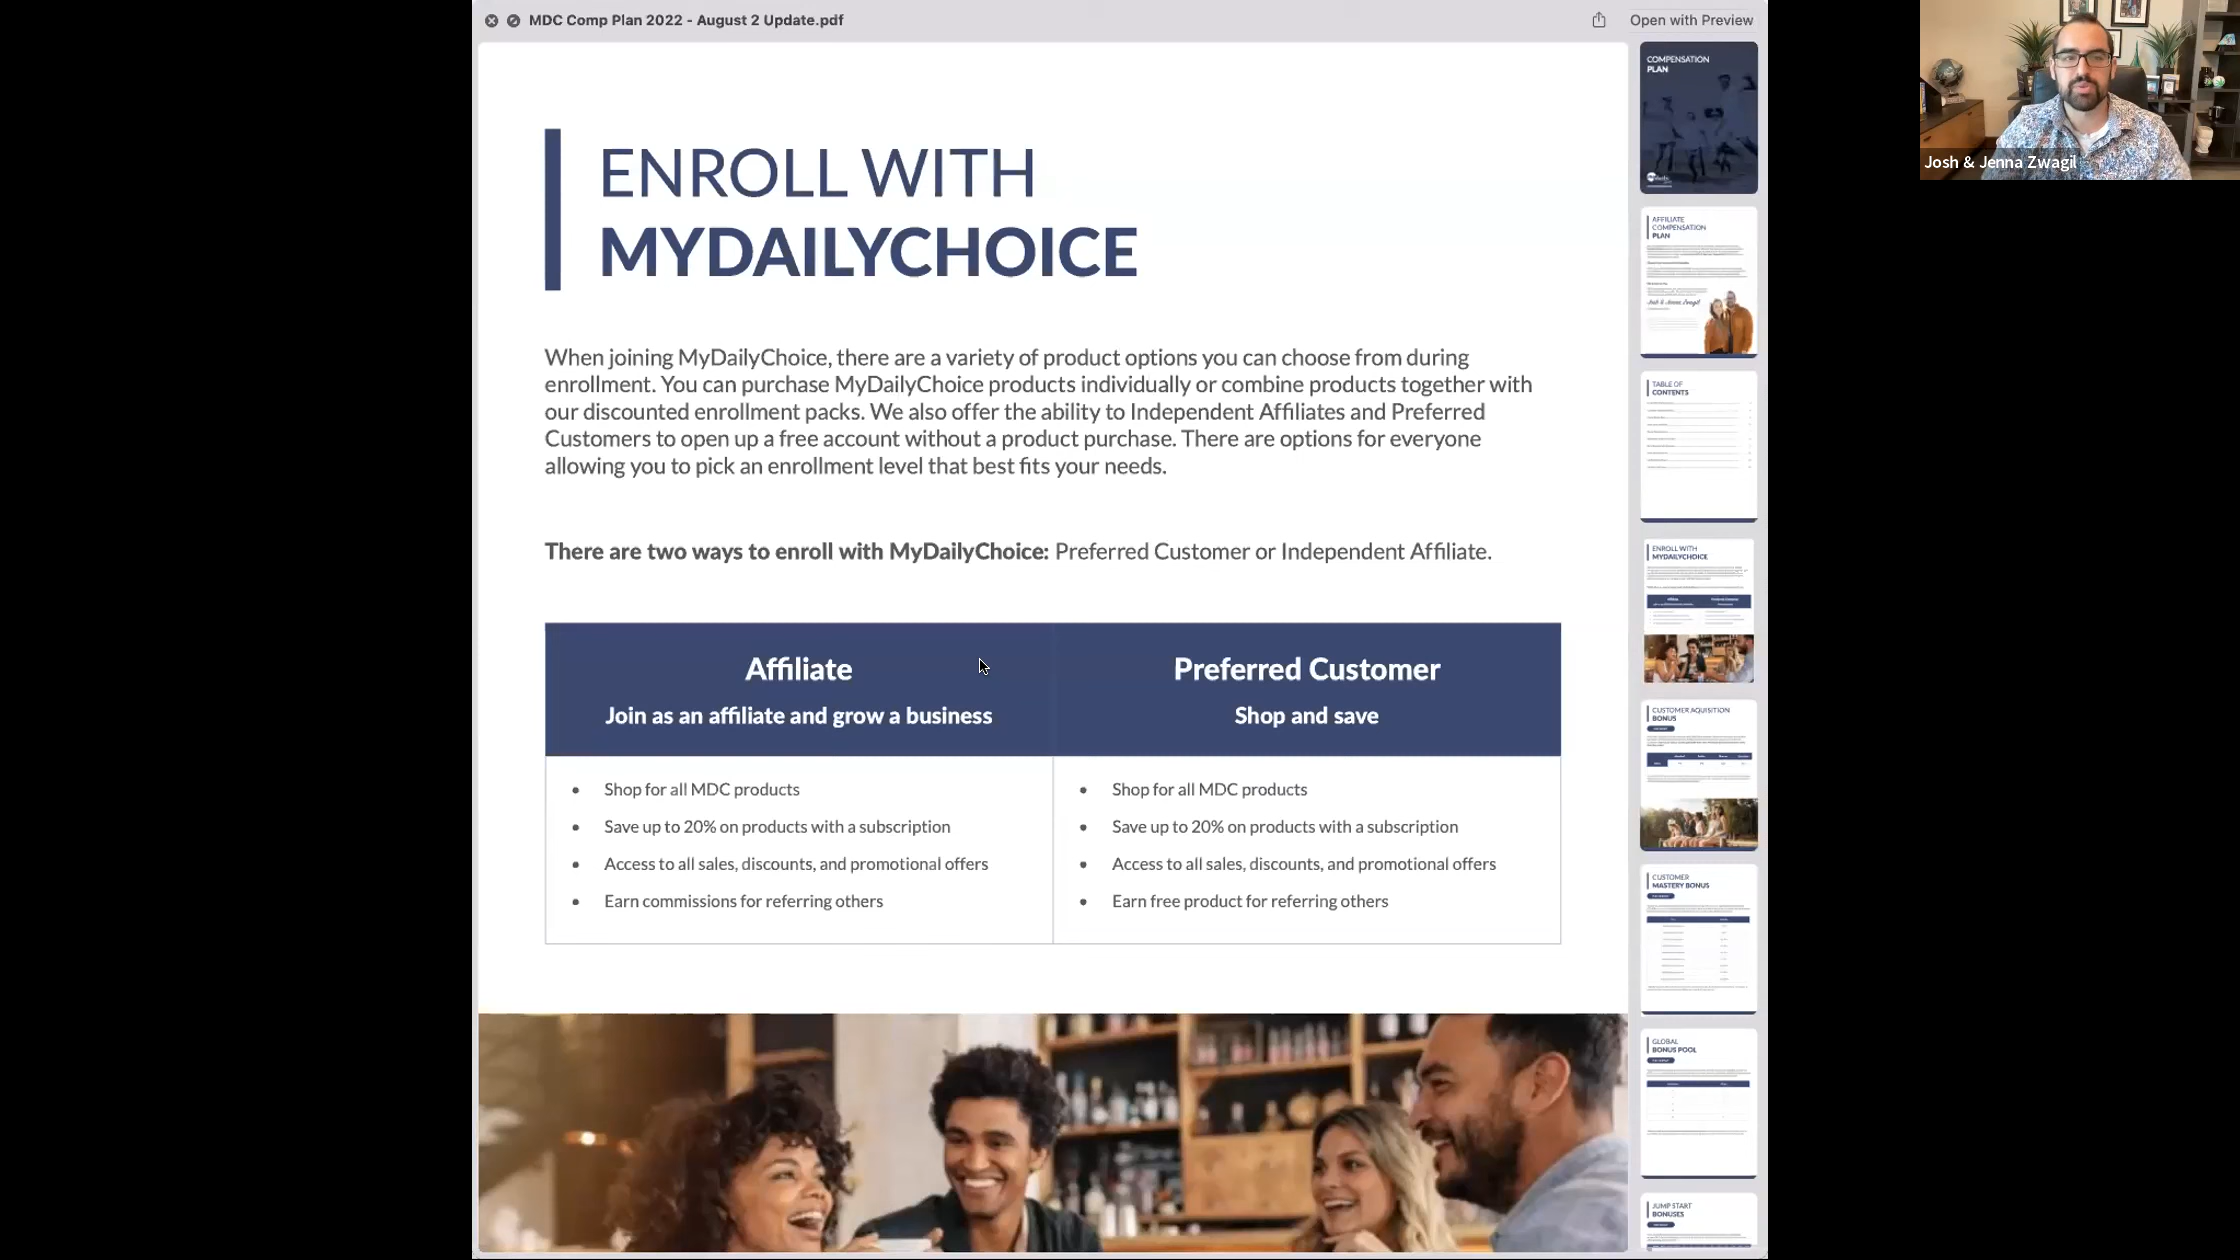 MDC Comp Plan 2022 - August 2 Update.pdf
Open with Preview
ENROLL WITH
MYDAILYCHOICE
When joining MyDailyChoice, there are a variety of product options you can choose from during
enrollment. You can purchase MyDailyChoice products individually or combine products together with
our discounted enrollment packs. We also offer the ability to Independent Affiliates and Preferred
Customers to open up a free account without a product purchase. There are options for everyone
allowing you to pick an enrollment level that best fits your needs.
There are two ways to enroll with MyDailyChoice: Preferred Customer or Independent Affiliate.
Affiliate
Join as an affiliate and grow a business
Shop for all MDC products
Save up to 20% on products with a subscription
Access to all sales, discounts, and promotional offers
Earn commissions for referring others
Preferred Customer
Shop and save
Shop for all MDC products
Save up to 20% on products with a subscription
Access to all sales, discounts, and promotional offers
Earn free product for referring others
COMPENSATION
PLAN
AFFILIATE
COMPENSATION
PLAN
Josh & Jenna Zwagil
TABLE OF
CONTENTS
ENROLL WITH
MYDAILYCHOICE
CUSTOMER AQUISITION
BONUS
CUSTOMER
MASTERY BONUS
GLOBAL
BONUS POOL
JUMP START
BONUSES
Josh & Jenna Zwagil